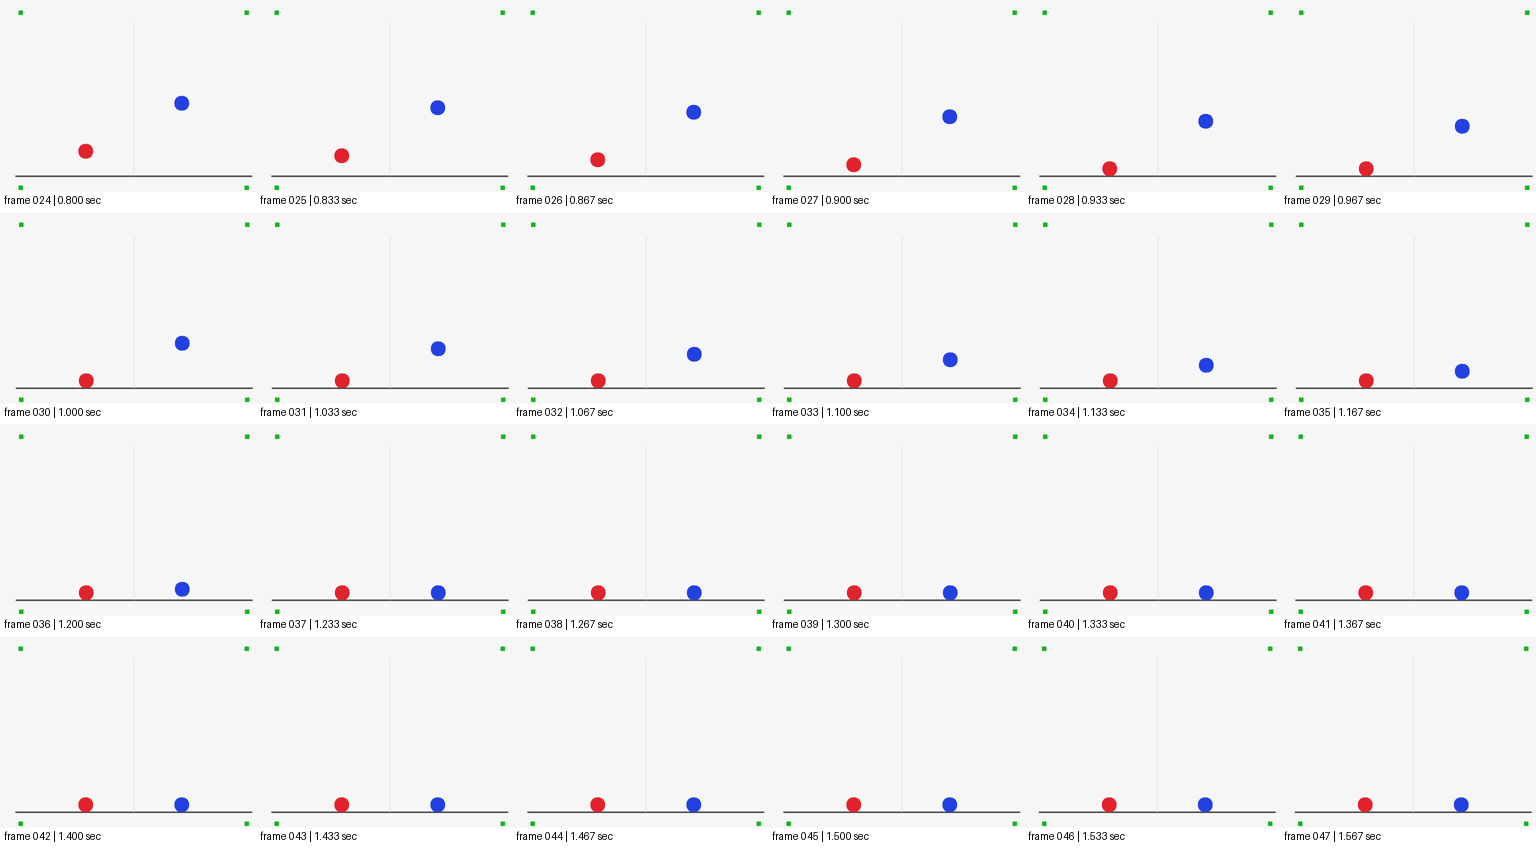 frame 024 | 0.800 sec
frame 025 | 0.833 sec
frame 026 | 0.867 sec
frame 027 | 0.900 sec
frame 028 | 0.933 sec
frame 029 | 0.967 sec
frame 030 | 1.000 sec
frame 031 | 1.033 sec
frame 032 | 1.067 sec
frame 033 | 1.100 sec
frame 034 | 1.133 sec
frame 035 | 1.167 sec
frame 036 | 1.200 sec
frame 037 | 1.233 sec
frame 038 | 1.267 sec
frame 039 | 1.300 sec
frame 040 | 1.333 sec
frame 041 | 1.367 sec
frame 042 | 1.400 sec
frame 043 | 1.433 sec
frame 044 | 1.467 sec
frame 045 | 1.500 sec
frame 046 | 1.533 sec
frame 047 | 1.567 sec